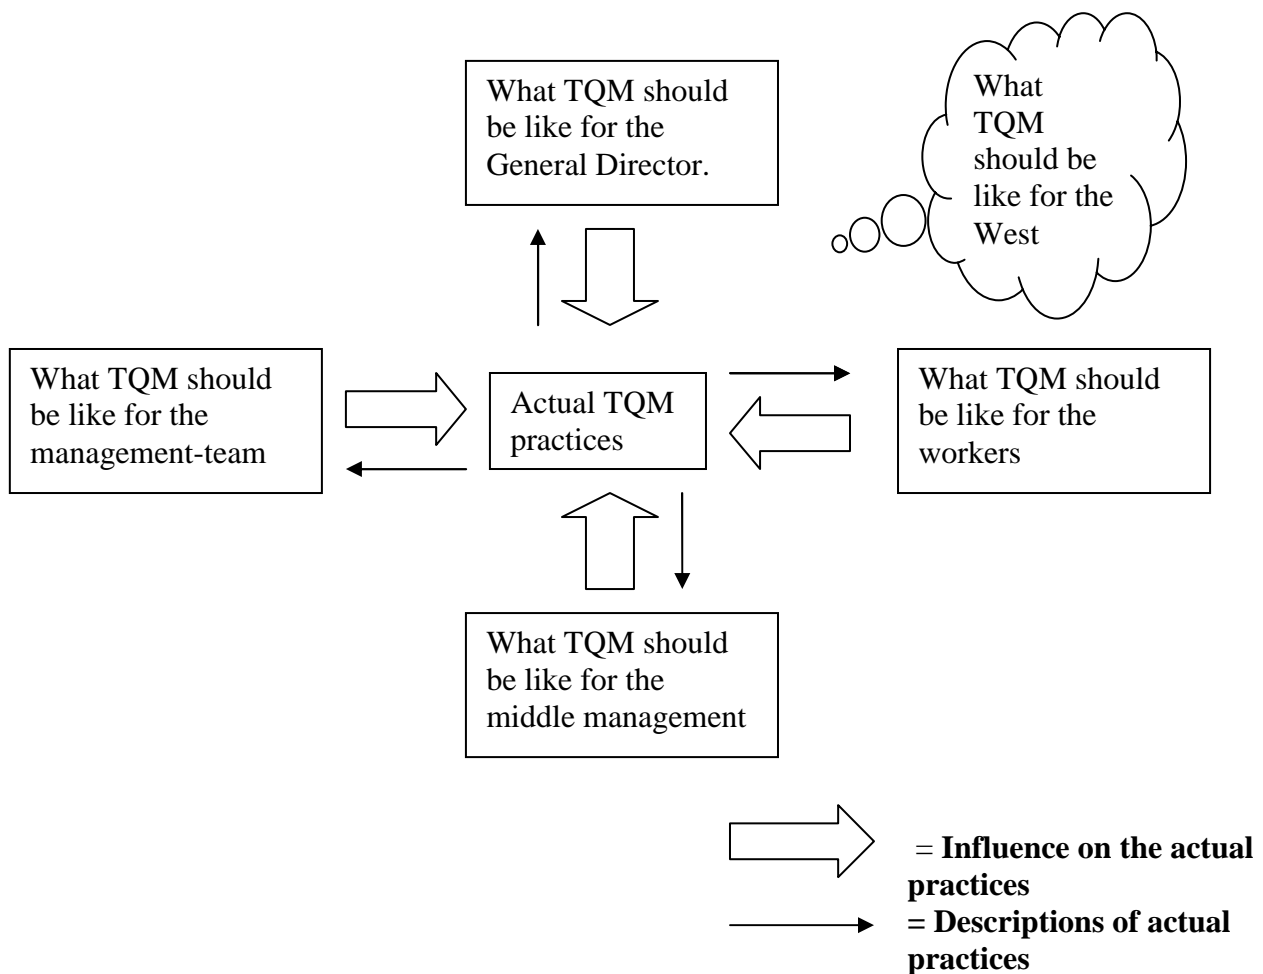 What TQM should
be like for the
General Director.
What
TQM
should be
like for the
West
What TQM should
be like for the
management-team
Actual TQM
practices
What TQM should
be like for the
workers
What TQM should
be like for the
middle management
= Influence on the actual
practices
= Descriptions of actual
practices